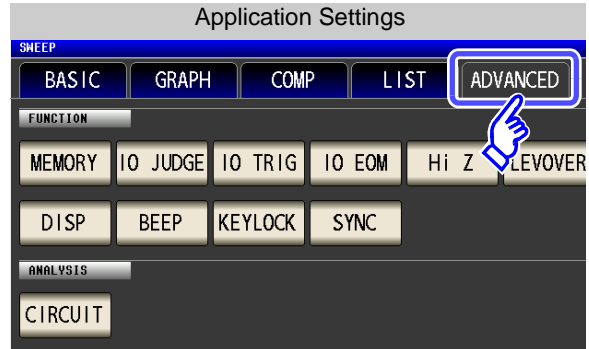 Application Settings
SWEEP
BASIC GRAPH COMP LIST ADVANCED
FUNCTION
MEMORY IO JUDGE IO TRIG IO EOM Hi Z LEVOVER
DISP BEEP KEYLOCK SYNC
ANALYSIS
CIRCUIT